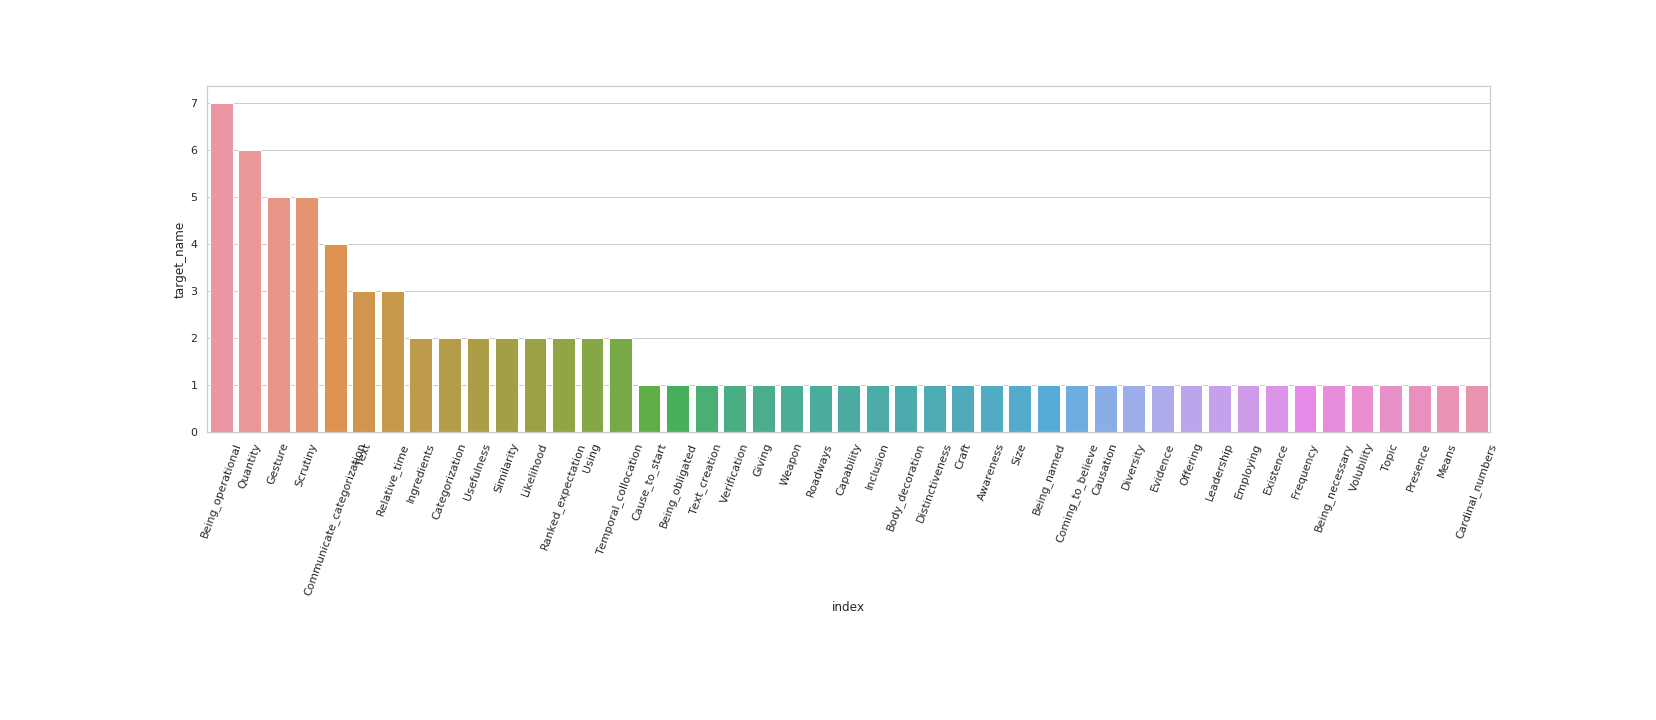 7
6
5
4
3
2
1
0
target_name
Being_operational
Quantity
Gesture
Scrutiny
Communicate_categorization
Text
Relative_time
Ingredients
Categorization
Usefulness
Similarity
Likelihood
Ranked_expectation
Using
Temporal_collocation
Cause_to_start
Being_obligated
Text_creation
Verification
Giving
Weapon
Roadways
Capability
Inclusion
Body_decoration
Distinctiveness
Craft
Awareness
Size
Being_named
Coming_to_believe
Causation
Diversity
Evidence
Offering
Leadership
Employing
Existence
Frequency
Being_necessary
Volubility
Topic
Presence
Means
Cardinal_numbers
index